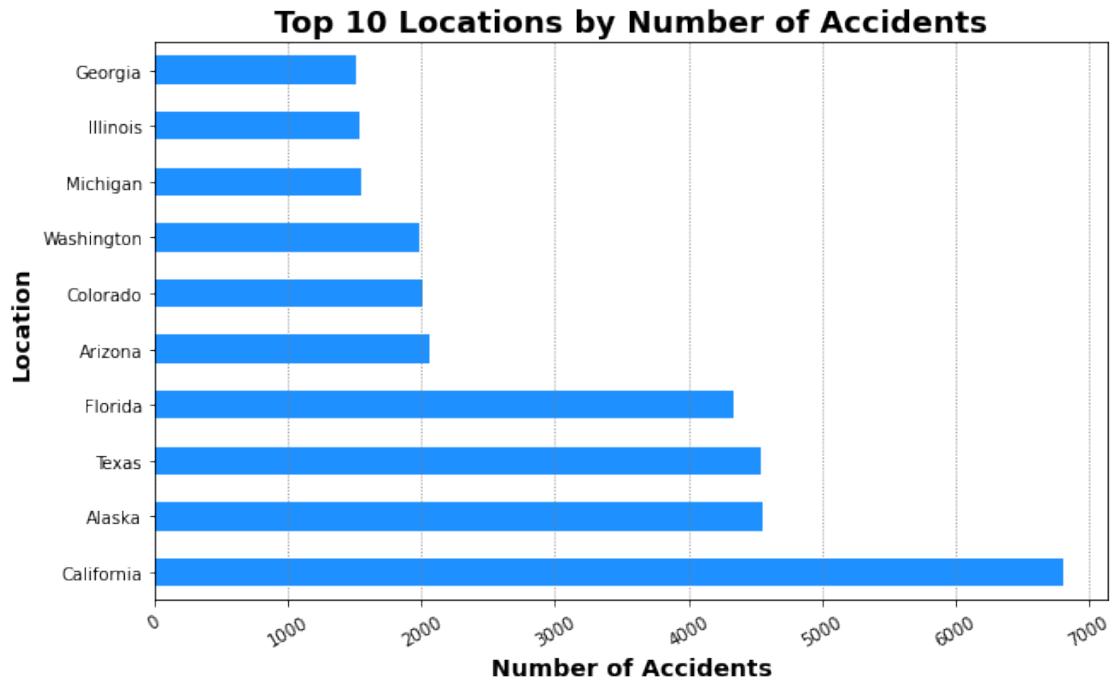 Top 10 Locations by Number of Accidents
Georgia
Illinois
Michigan
Washington
Colorado
Arizona
Florida
Texas
Alaska
California
Location
0 1000 2000 3000 4000 5000 6000 7000
Number of Accidents